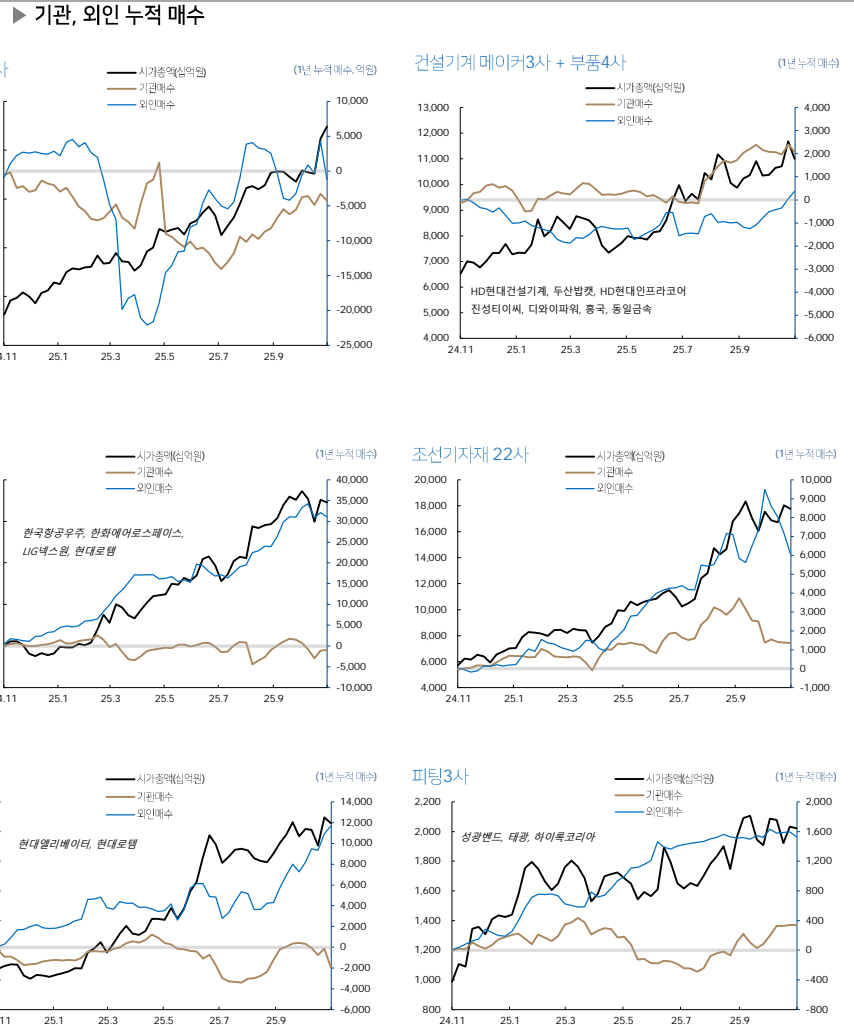 ▶ 기관, 외인 누적 매수
사
시가총액(십억원)
기관매수
외인매수
(1년 누적 매수, 억원)
10,000
5,000
0
-5,000
-10,000
-15,000
-20,000
-25,000
4.11 25.1 25.3 25.5 25.7 25.9
건설기계 메이커3사 + 부품4사
(1년 누적 매수)
시가총액(십억원)
기관매수
외인매수
13,000
12,000
11,000
10,000
9,000
8,000
7,000
6,000
5,000
4,000
4,000
3,000
2,000
1,000
0
-1,000
-2,000
-3,000
-4,000
-5,000
-6,000
HD현대건설기계, 두산밥캣, HD현대인프라코어
진성티이씨, 디와이파워, 흥국, 동일금속
24.11 25.1 25.3 25.5 25.7 25.9
시가총액(십억원)
기관매수
외인매수
(1년 누적 매수)
한국항공우주, 한화에어로스페이스,
LIG넥스원, 현대로템
40,000
35,000
30,000
25,000
20,000
15,000
10,000
5,000
0
-5,000
-10,000
4.11 25.1 25.3 25.5 25.7 25.9
조선기자재 22사
시가총액(십억원)
기관매수
외인매수
(1년 누적 매수)
20,000
18,000
16,000
14,000
12,000
10,000
8,000
6,000
4,000
10,000
9,000
8,000
7,000
6,000
5,000
4,000
3,000
2,000
1,000
0
-1,000
24.11 25.1 25.3 25.5 25.7 25.9
시가총액(십억원)
기관매수
외인매수
(1년 누적 매수)
현대엘리베이터, 현대로템
14,000
12,000
10,000
8,000
6,000
4,000
2,000
0
-2,000
-4,000
-6,000
11 25.1 25.3 25.5 25.7 25.9
피팅3사
시가총액(십억원)
기관매수
외인매수
(1년 누적 매수)
성광벤드, 태광, 하이록코리아
2,200
2,000
1,800
1,600
1,400
1,200
1,000
800
2,000
1,600
1,200
800
400
0
-400
-800
24.11 25.1 25.3 25.5 25.7 25.9